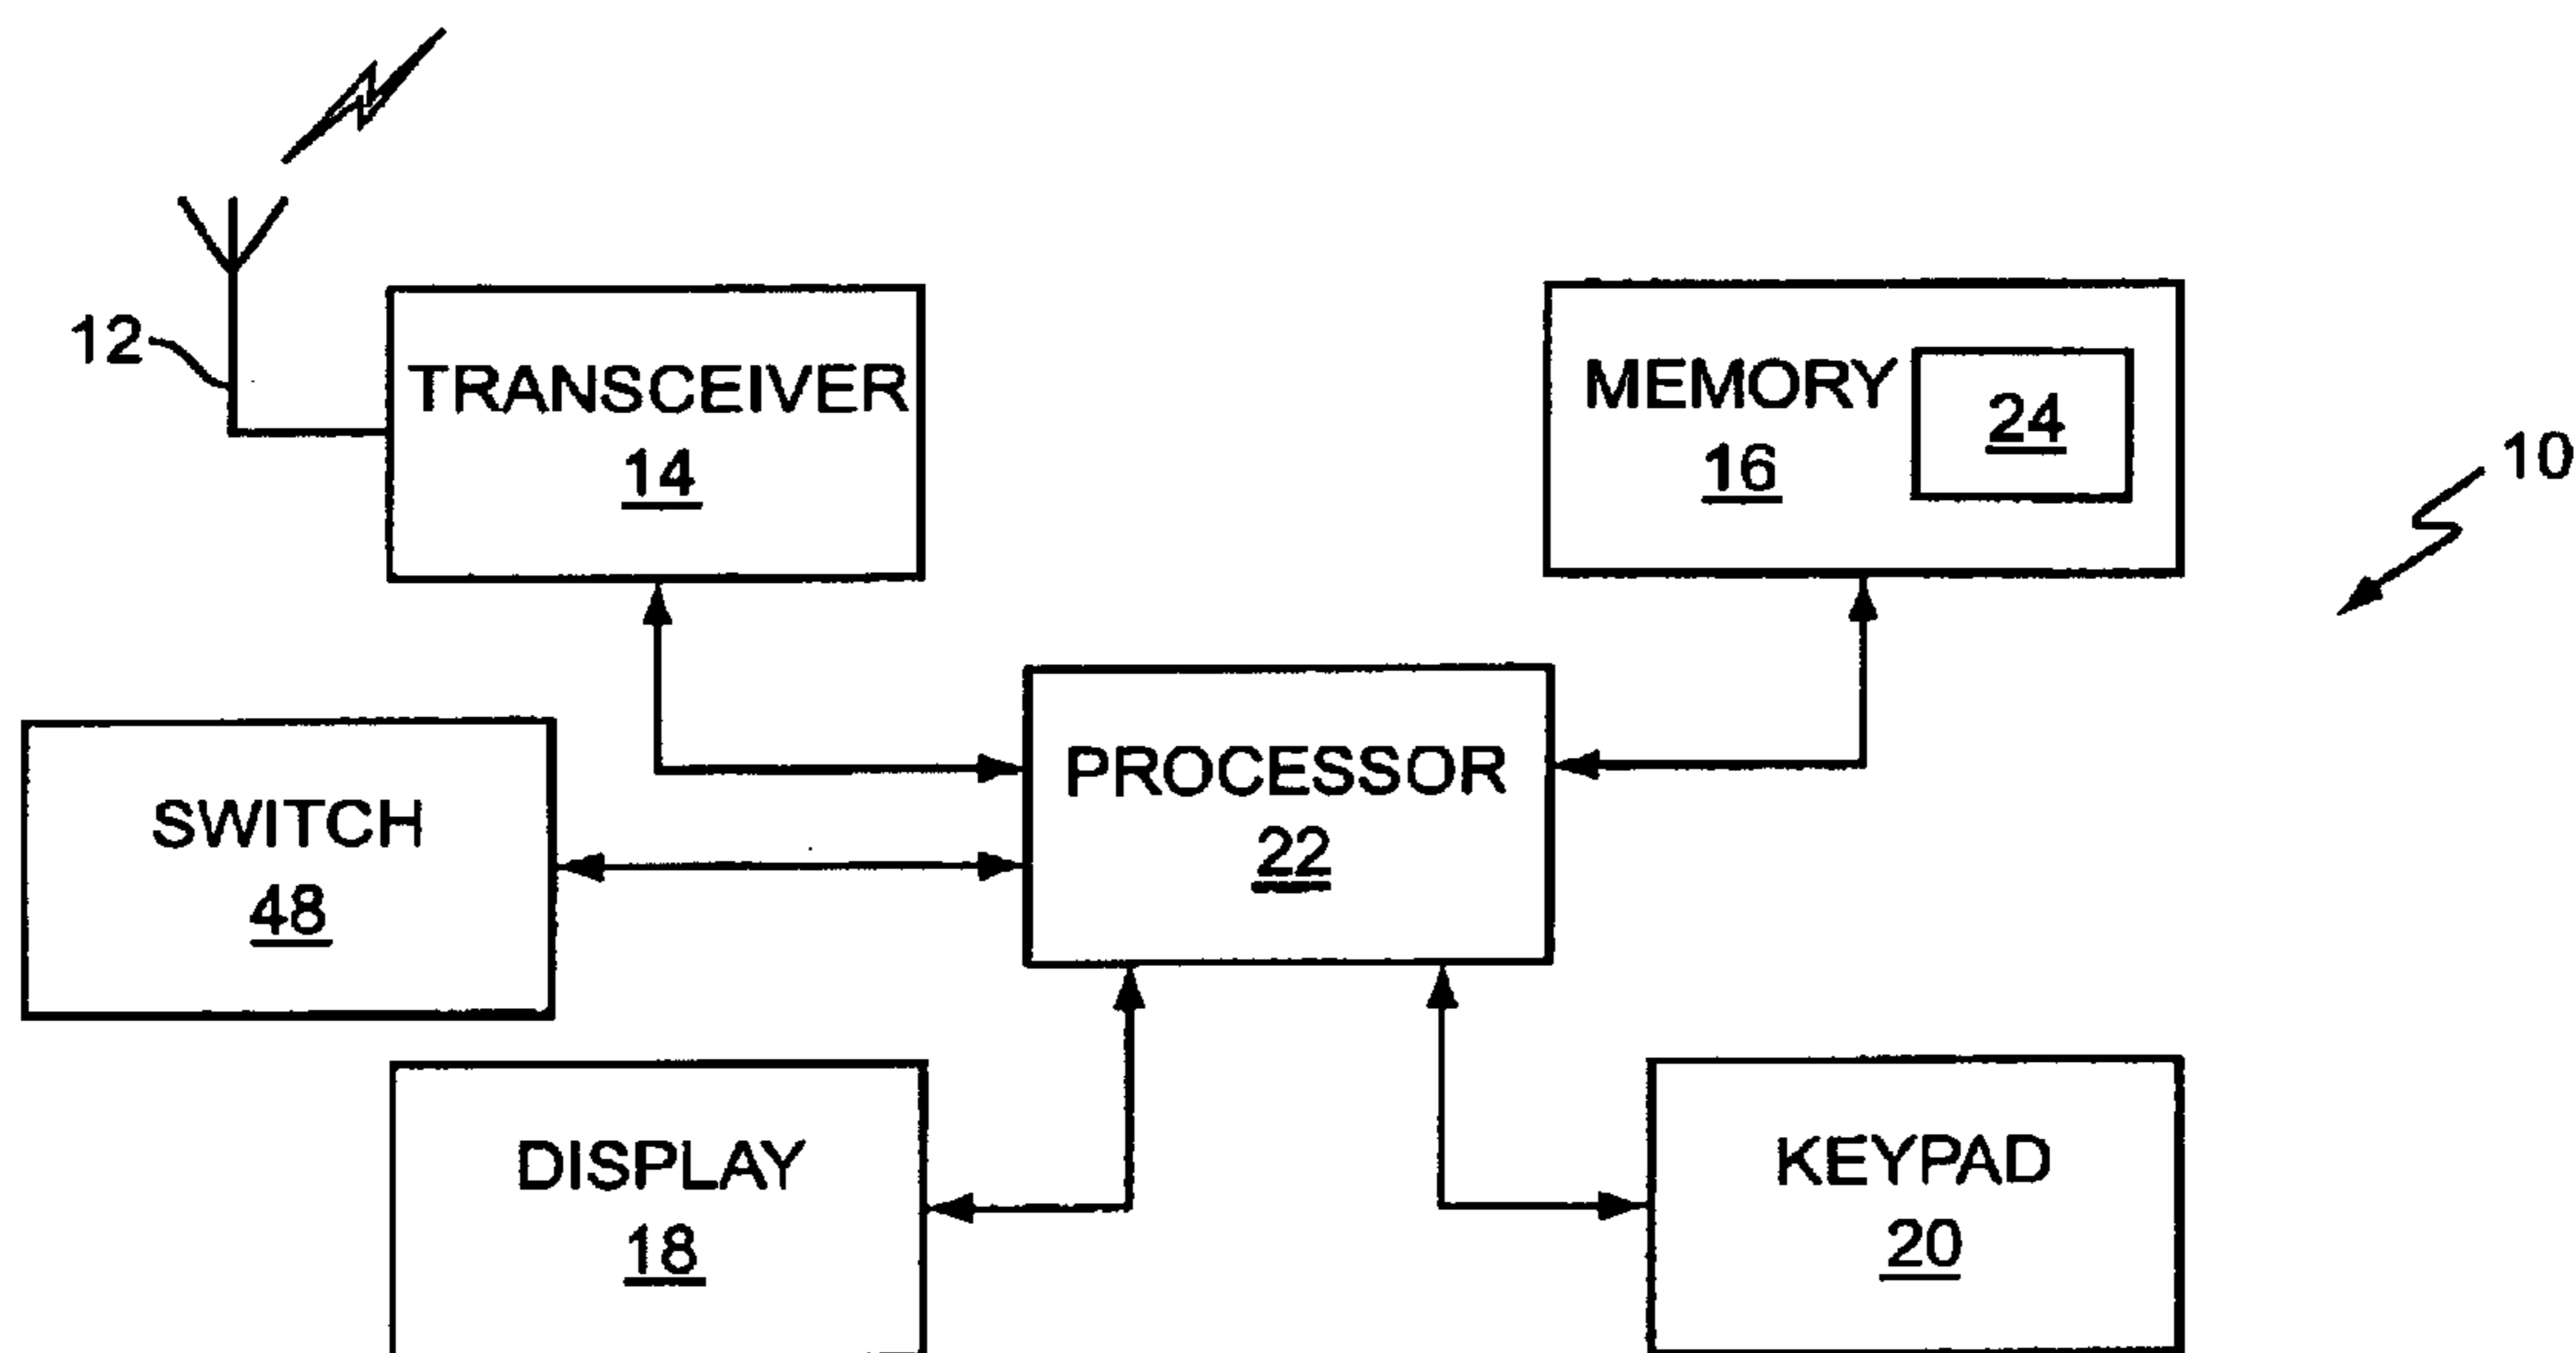 12
TRANSCEIVER
14
MEMORY
16
24
10
SWITCH
48
PROCESSOR
22
DISPLAY
18
KEYPAD
20